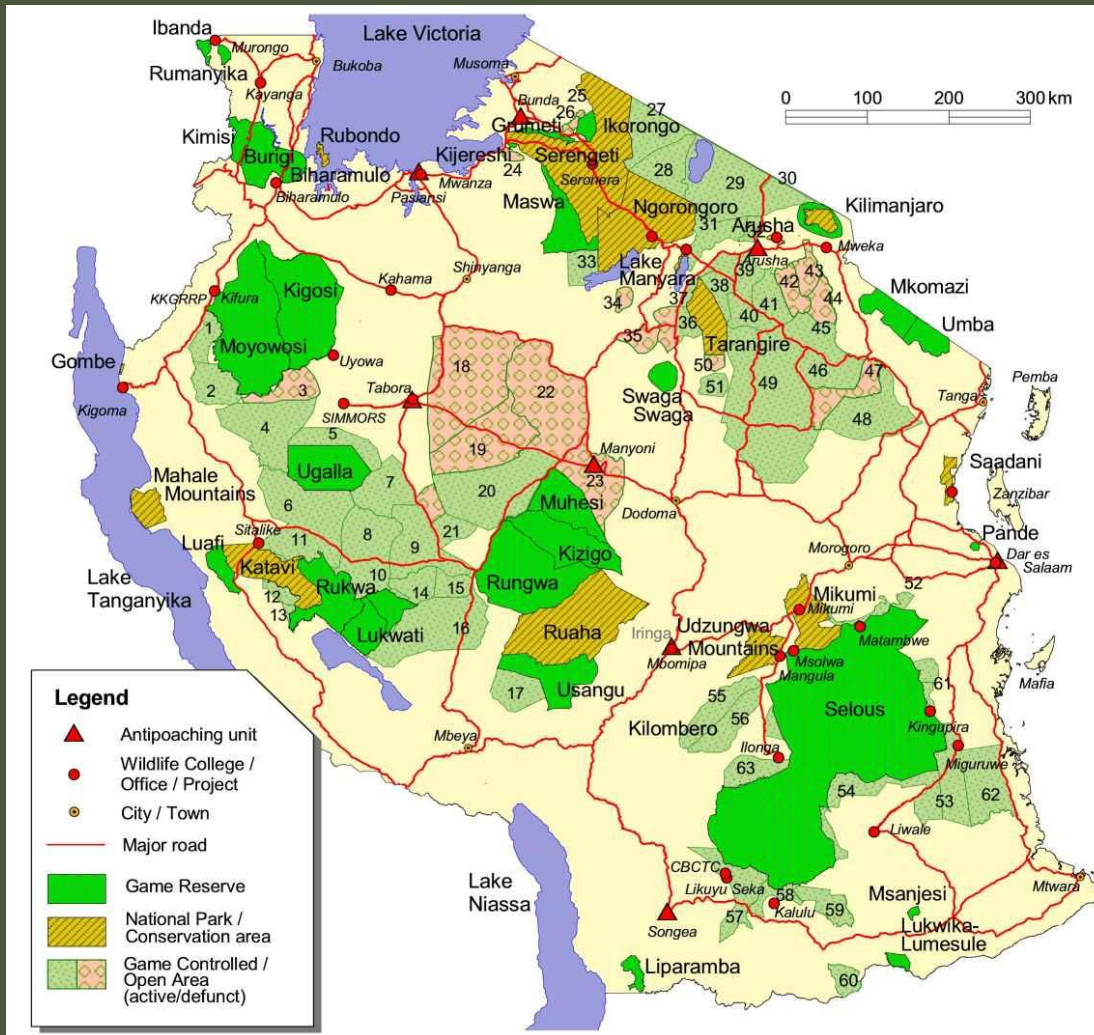 Ibanda
Murongo
Rumanyika
Kayanga
Bukoba
Lake Victoria
Musoma
Bunda
25
26
27
Grumeti
Ikorongo
0 100 200 300 km
Kimisi
Burigi
Rubondo
Biharamulo
Biharamulo
Kijereshi
Pasiansi
Mwanza
24
Serengeti
Seronera
28
29
30
Maswa
Ngorongoro
31
32
Arusha
Arusha
Kilimanjaro
Mweka
Lake
Manyara
33
34
35
36
37
38
39
40
41
42
43
44
45
Mkomazi
Umba
Shinyanga
Kahama
KKGRRP
Kifura
Kigosi
Moyowosi
1
2
3
Uyowa
Gombe
Kigoma
Tabora
SIMMORS
18
19
22
Swaga
Swaga
Tarangire
50
51
49
46
47
48
Tanga
Pemba
4
5
Ugalla
6
7
20
Manyoni
23
Muhesi
Dodoma
Saadani
Zanzibar
Pande
Dar es
Salaam
Mahale
Mountains
Sitalike
Luafi
11
Katavi
8
9
21
Kizigo
Rungwa
Morogoro
52
Lake
Tanganyika
12
13
Rukwa
10
14
15
16
Lukwati
Ruaha
Iringa
Mbomipa
Udzungwa
Mountains
Mikumi
Mikumi
Matambwe
Msolwa
Mangula
Mafia
17
Usangu
Mbeya
55
56
Kilombero
Ilonga
63
Selous
61
Kingupira
Miguruwe
54
53
62
Liwale
Legend
Antipoaching unit
Wildlife College /
Office / Project
City / Town
Major road
Game Reserve
National Park /
Conservation area
Game Controlled /
Open Area
(active/defunct)
Lake
Niassa
CBCTC
Likuyu Seka
57
58
Kalulu
59
Songea
Msanjesi
Lukwika-
Lumesule
Mtwara
Liparamba
60